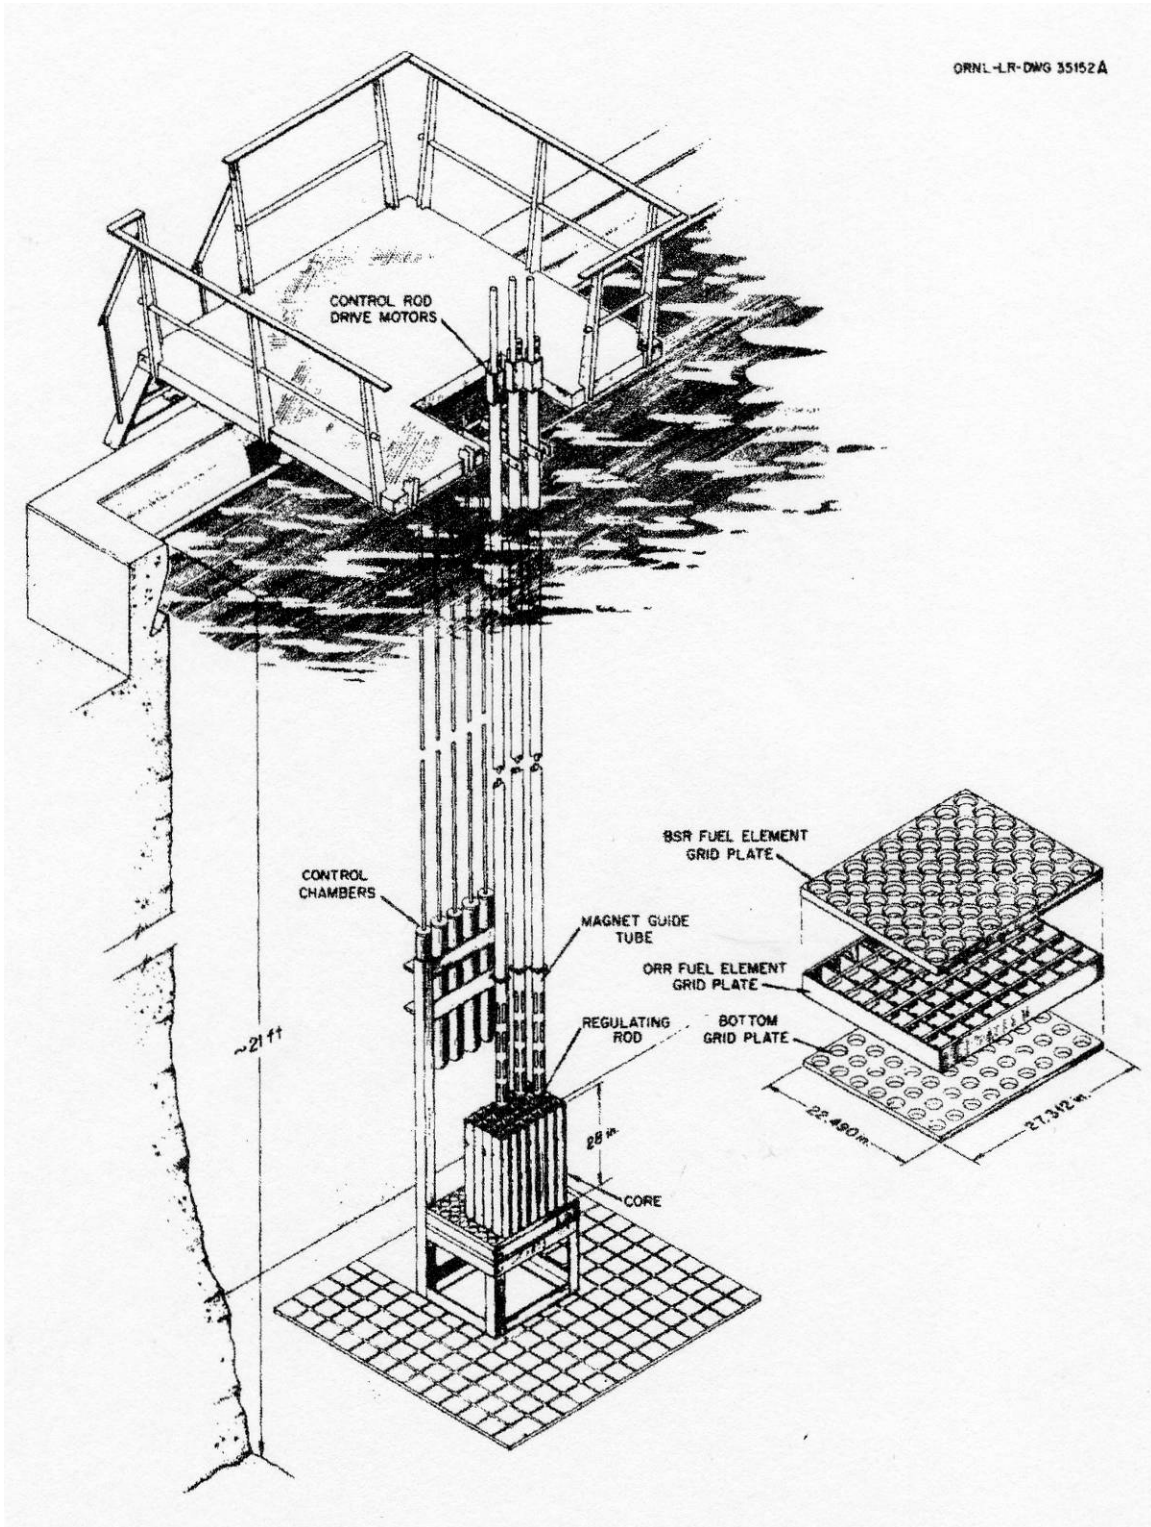 ORNL-LR-DWG 35152A
CONTROL ROD
DRIVE MOTORS
BSR FUEL ELEMENT
GRID PLATE
CONTROL
CHAMBERS
MAGNET GUIDE
TUBE
ORR FUEL ELEMENT
GRID PLATE
REGULATING
ROD
BOTTOM
GRID PLATE
~21 ft
28 in.
22.490 in.
27.312 in.
CORE